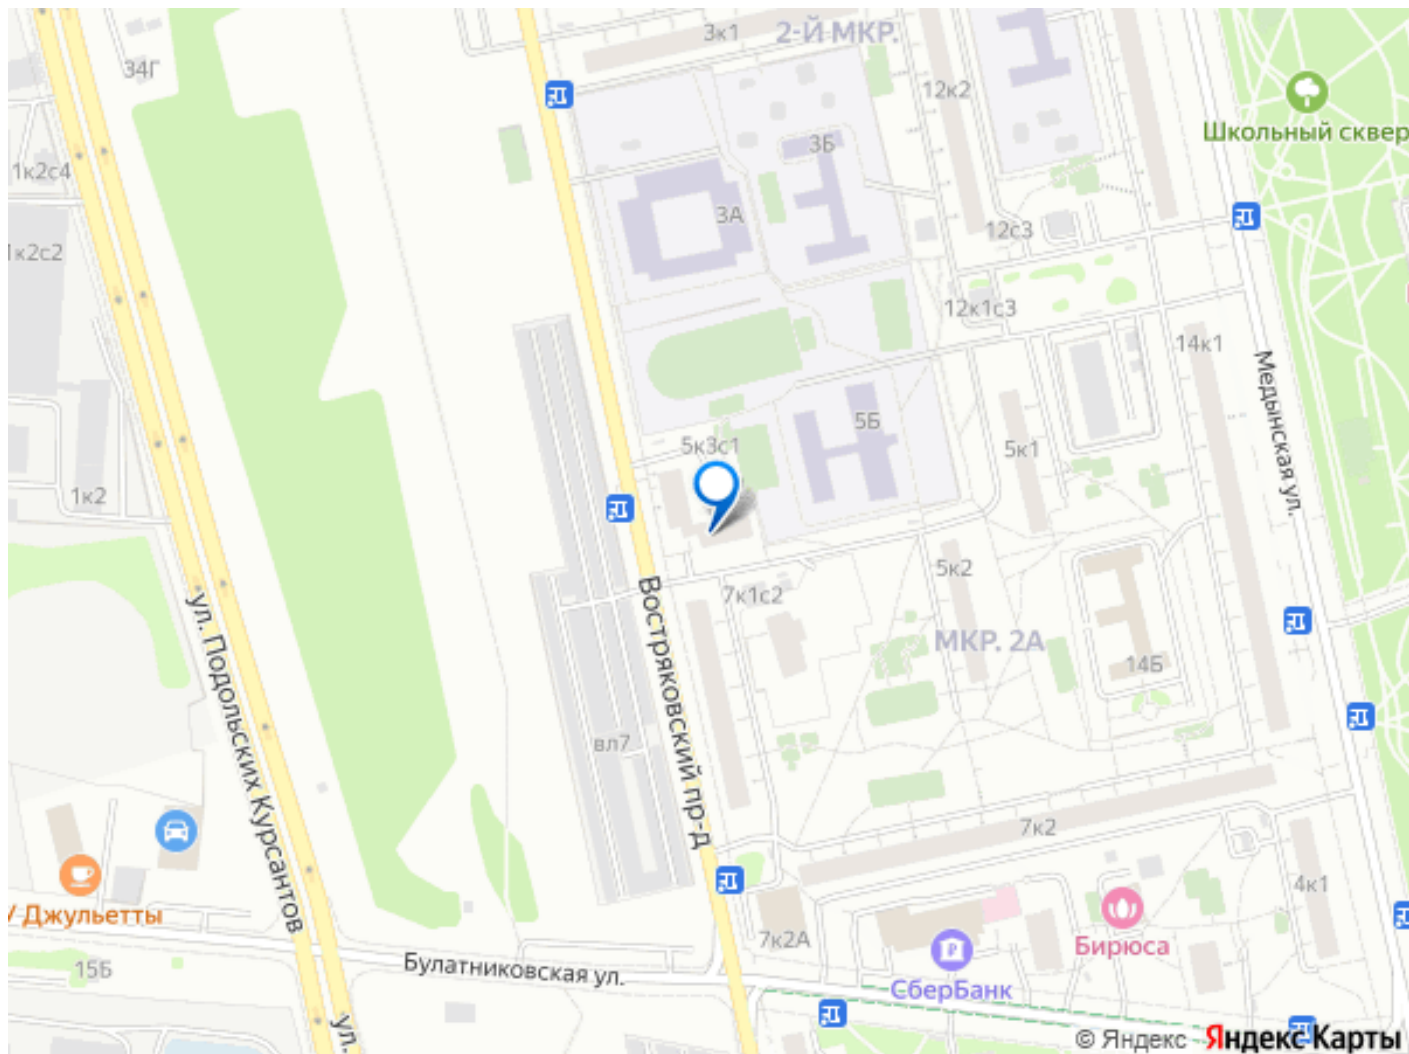 3к1
2-Й МКР.
34Г
12к2
Школьный сквер
3Б
1к2с4
3А
12с3
1к2с2
12к1с3
14к1
Медынская ул.
5Б
5к3с1
5к1
1к2
5к2
7к1с2
Востряковский пр-д
ул. Подольских Курсантов
МКР. 2А
14Б
вл7
7к2
4к1
У Джульетты
7к2А
Бирюса
15Б
Булатниковская ул.
СберБанк
ул.
© Яндекс Яндекс Карты